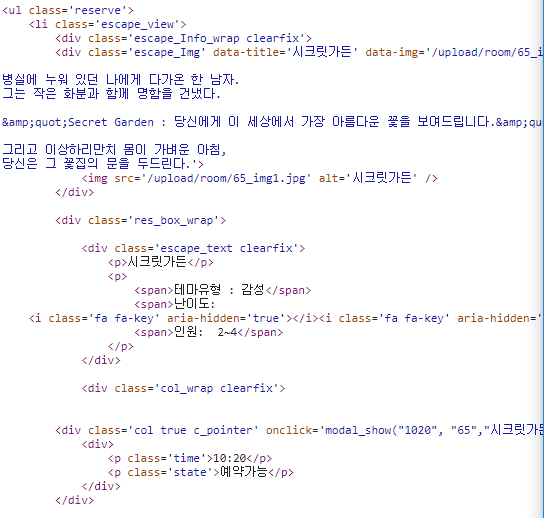 <ul class='reserve'>
<li class='escape_view'>
<div class='escape_Info_wrap clearfix'>
<div class='escape_Img' data-title='시크릿가든' data-img='/upload/room/65_i
병실에 누워 있던 나에게 다가온 한 남자.
그는 작은 화분과 함께 명함을 건냈다.
&amp;quot;Secret Garden : 당신에게 이 세상에서 가장 아름다운 꽃을 보여드립니다.&amp;qu
그리고 이상하리만치 몸이 가벼운 아침,
당신은 그 꽃집의 문을 두드린다.'>
<img src='/upload/room/65_img1.jpg' alt='시크릿가든' />
</div>
<div class='res_box_wrap'>
<div class='escape_text clearfix'>
<p>시크릿가든</p>
<p>
<span>테마유형 : 감성</span>
<span>난이도:
<i class='fa fa-key' aria-hidden='true'></i><i class='fa fa-key' aria-hidden='
<span>인원:  2~4</span>
</p>
</div>
<div class='col_wrap clearfix'>
<div class='col true c_pointer' onclick='modal_show("1020", "65","시크릿가든
<div>
<p class='time'>10:20</p>
<p class='state'>예약가능</p>
</div>
</div>